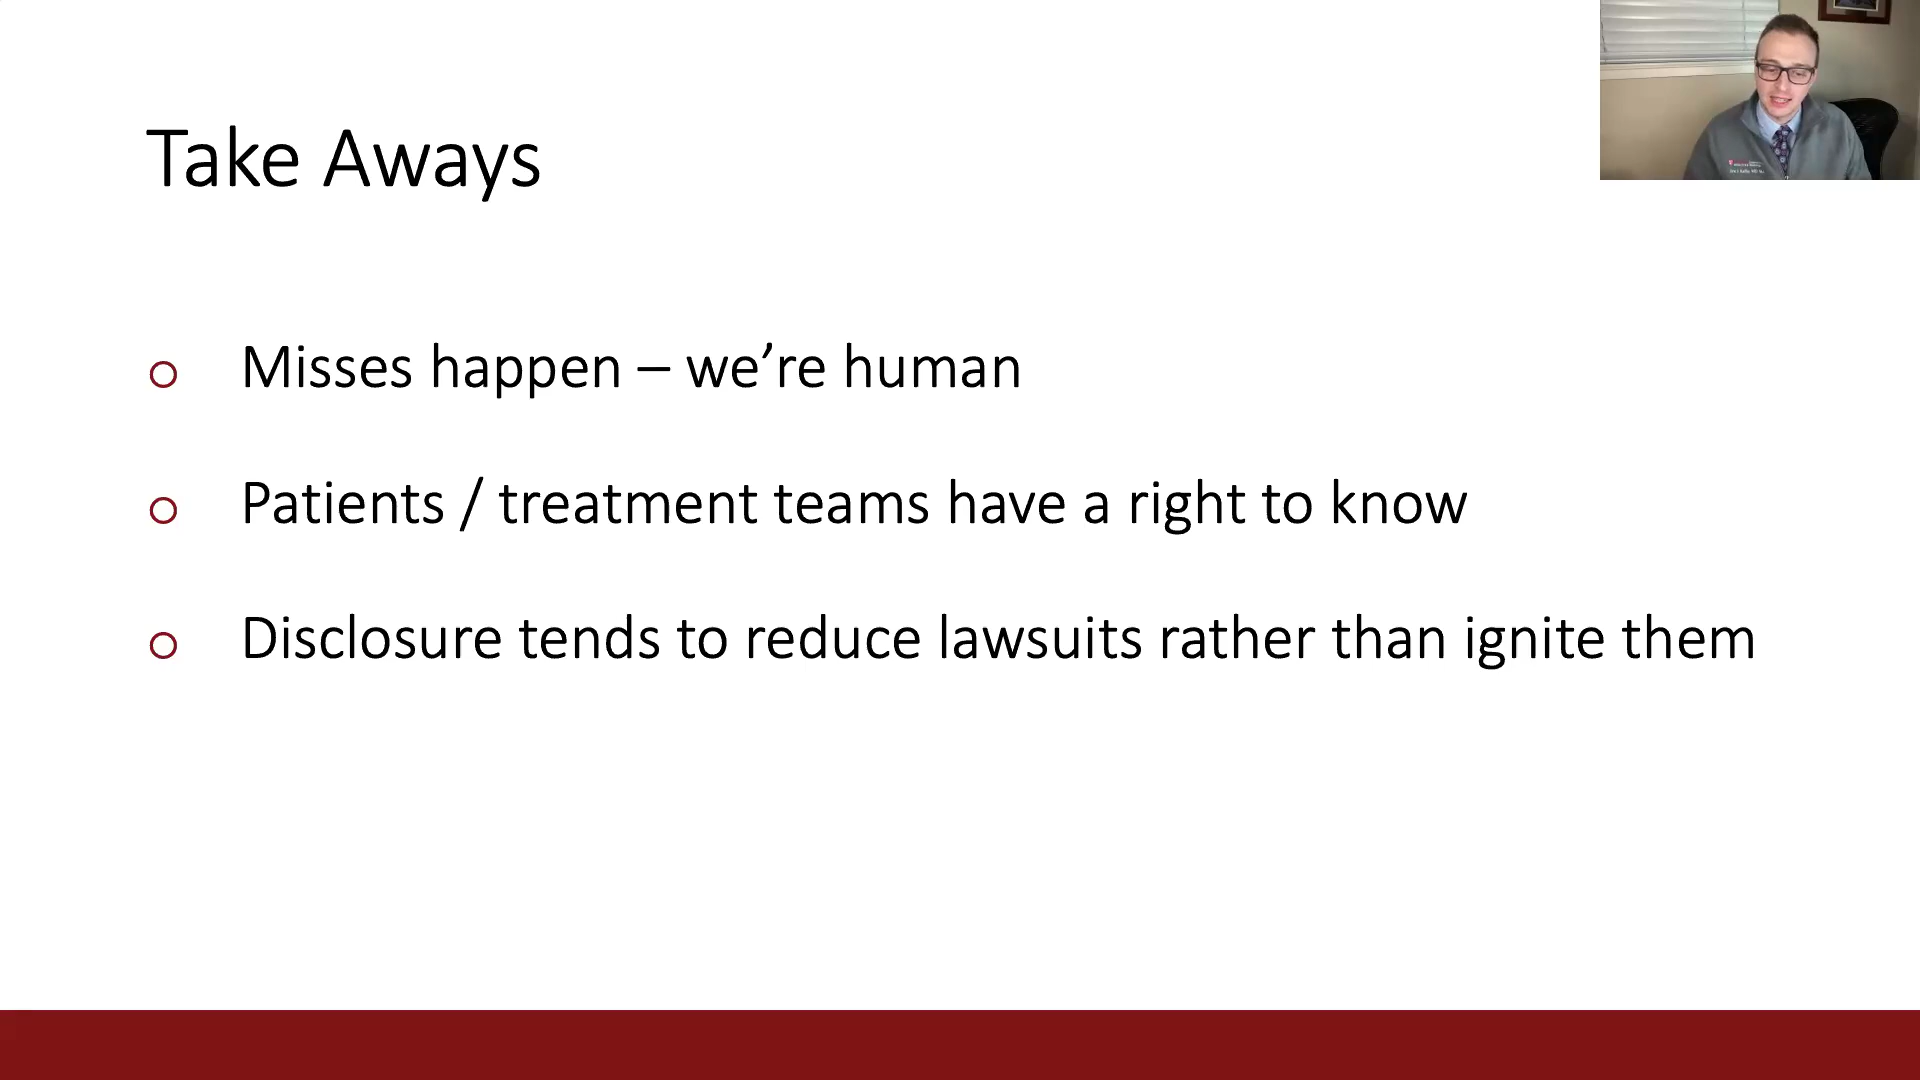 Take Aways
Misses happen – we’re human
Patients / treatment teams have a right to know
Disclosure tends to reduce lawsuits rather than ignite them